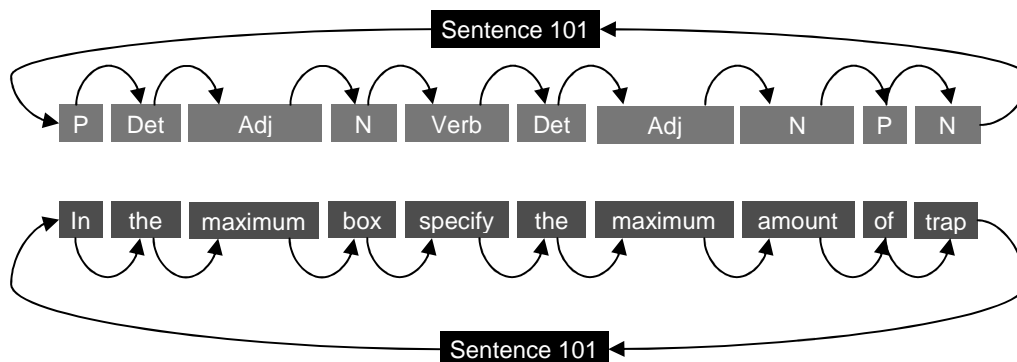 Sentence 101
P Det Adj N Verb Det Adj N P N
In the maximum box specify the maximum amount of trap
Sentence 101